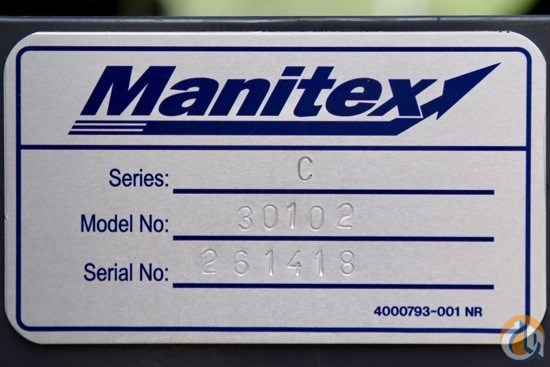 Manitex
Series: C
Model No: 30102
Serial No: 261418
4000793-001 NR